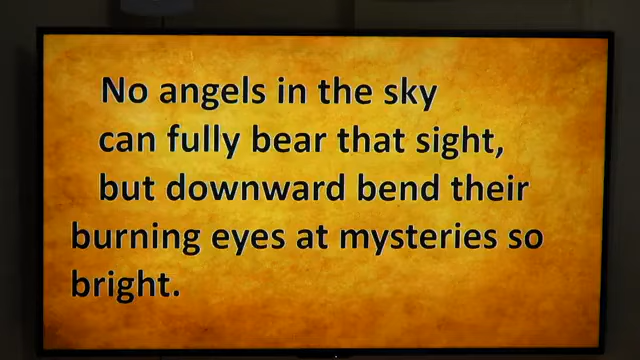 No angels in the sky
can fully bear that sight,
but downward bend their
burning eyes at mysteries so
bright.